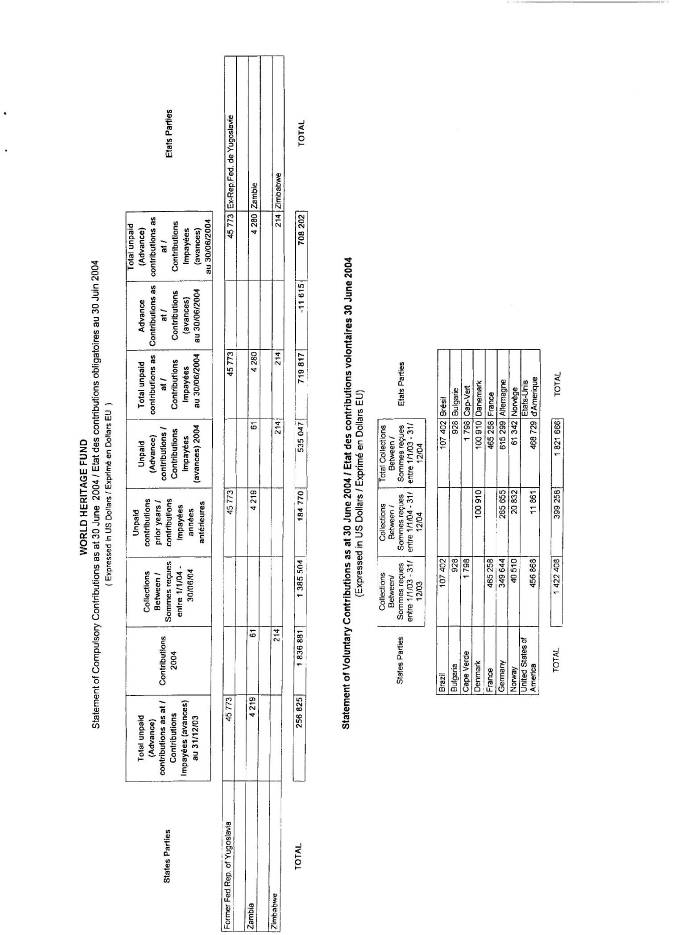 WORLD HERITAGE FUND
Statement of Compulsory Contributions as at 30 June 2004 / Etat des contributions obligatoires au 30 Juin 2004
( Expressed in US Dollars / Exprimé en Dollars EU )
States Parties
Total unpaid
(Advance)
contributions as at /
Contributions
Impayées (avances)
au 31/12/03
Contributions
2004
Collections
Between /
Sommes reçues
entre 1/1/04 -
30/06/04
Unpaid
contributions
prior years /
contributions
Impayées
années
antérieures
Unpaid
(Advance)
contributions /
Contributions
Impayées
(avances) 2004
Total unpaid
contributions as
at /
Contributions
Impayées
au 30/06/2004
Advance
Contributions as
at /
Contributions
(avances)
au 30/06/2004
Total unpaid
(Advance)
contributions as
at /
Contributions
Impayées
(avances)
au 30/06/2004
Etats Parties
Former Fed Rep. of Yugoslavia 45 773 45 773 45 773 45 773 Ex-Rep.Fed. de Yugoslavie
Zambia 4 219 61 4 219 61 4 280 4 280 Zambie
Zimbabwe 214 214 214 214 Zimbabwe
TOTAL 256 825 1 836 881 1 385 504 184 770 535 047 719 817 -11 615 708 202 TOTAL
Statement of Voluntary Contributions as at 30 June 2004 / Etat des contributions volontaires 30 June 2004
(Expressed in US Dollars / Exprimé en Dollars EU)
States Parties
Collections
Between/
Sommes reçues
entre 1/1/03 - 31/
12/03
Collections
Between /
Sommes reçues
entre 1/1/04 - 31/
12/04
Total Collections
Between /
Sommes reçues
entre 1/1/03 - 31/
12/04
Etats Parties
Brazil 107 402 107 402 Brésil
Bulgaria 928 928 Bulgarie
Cape Verde 1 798 1 798 Cap-Vert
Denmark 100 910 100 910 Danemark
France 465 256 465 256 France
Germany 349 644 265 655 615 299 Allemagne
Norway 40 510 20 832 61 342 Norvège
United States of
America 456 868 11 861 468 729 Etats-Unis
d'Amerique
TOTAL 1 422 406 399 258 1 821 666 TOTAL